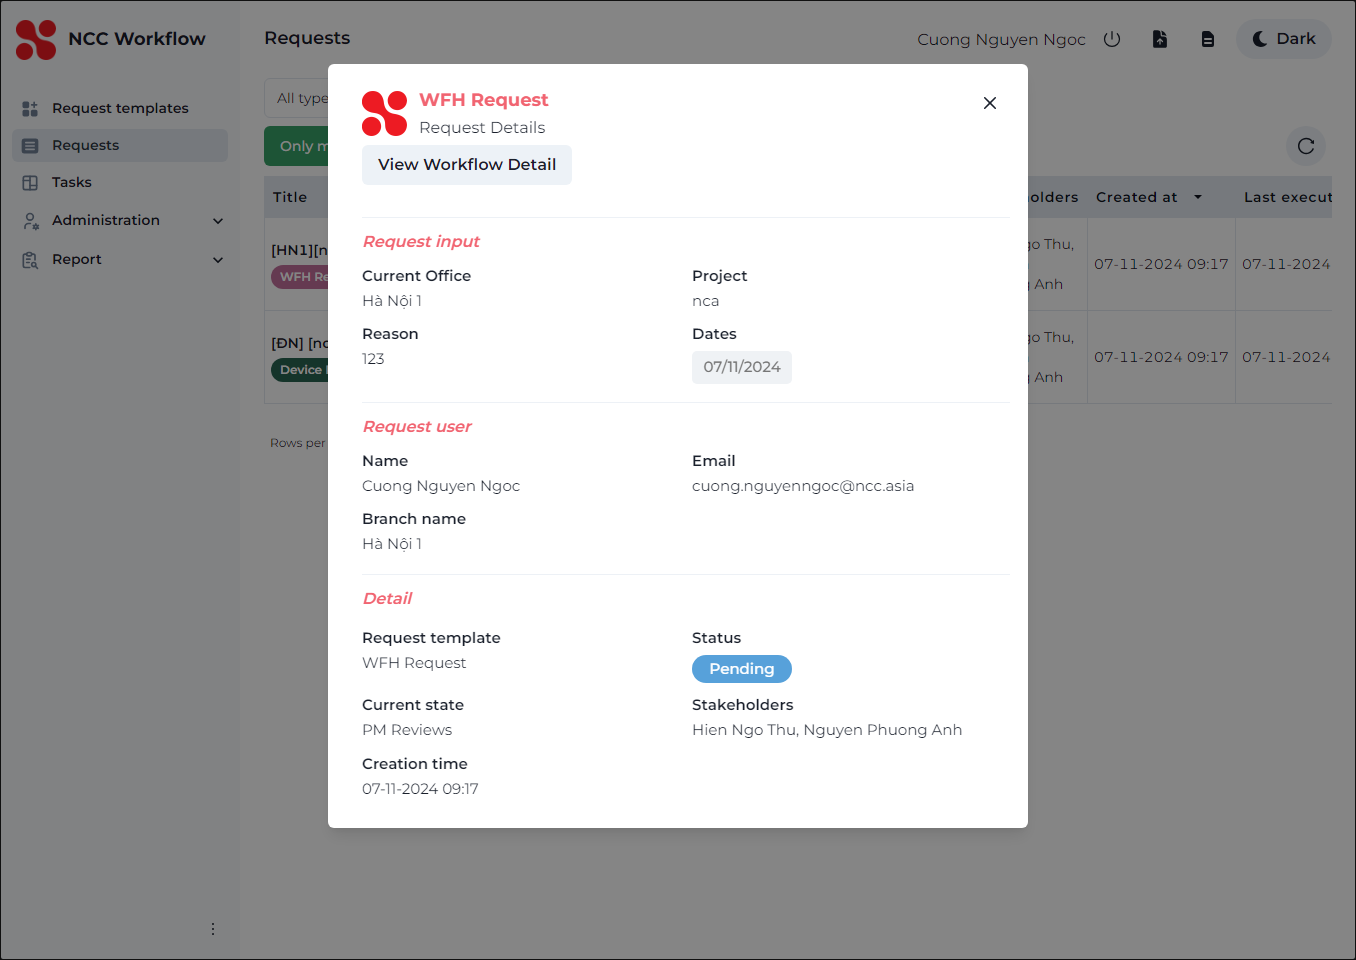 NCC Workflow
Requests
Cuong Nguyen Ngoc
Dark
Request templates
Requests
Tasks
Administration
Report
All type
Only m
Title
holders
Created at
Last execut
[HN1][n
WFH Re
go Thu,
Anh
07-11-2024 09:17
07-11-2024
[ĐN] [nc
Device
go Thu,
Anh
07-11-2024 09:17
07-11-2024
Rows per
WFH Request
Request Details
View Workflow Detail
Request input
Current Office
Project
Hà Nội 1
nca
Reason
Dates
123
07/11/2024
Request user
Name
Email
Cuong Nguyen Ngoc
cuong.nguyenngoc@ncc.asia
Branch name
Hà Nội 1
Detail
Request template
Status
WFH Request
Pending
Current state
Stakeholders
PM Reviews
Hien Ngo Thu, Nguyen Phuong Anh
Creation time
07-11-2024 09:17